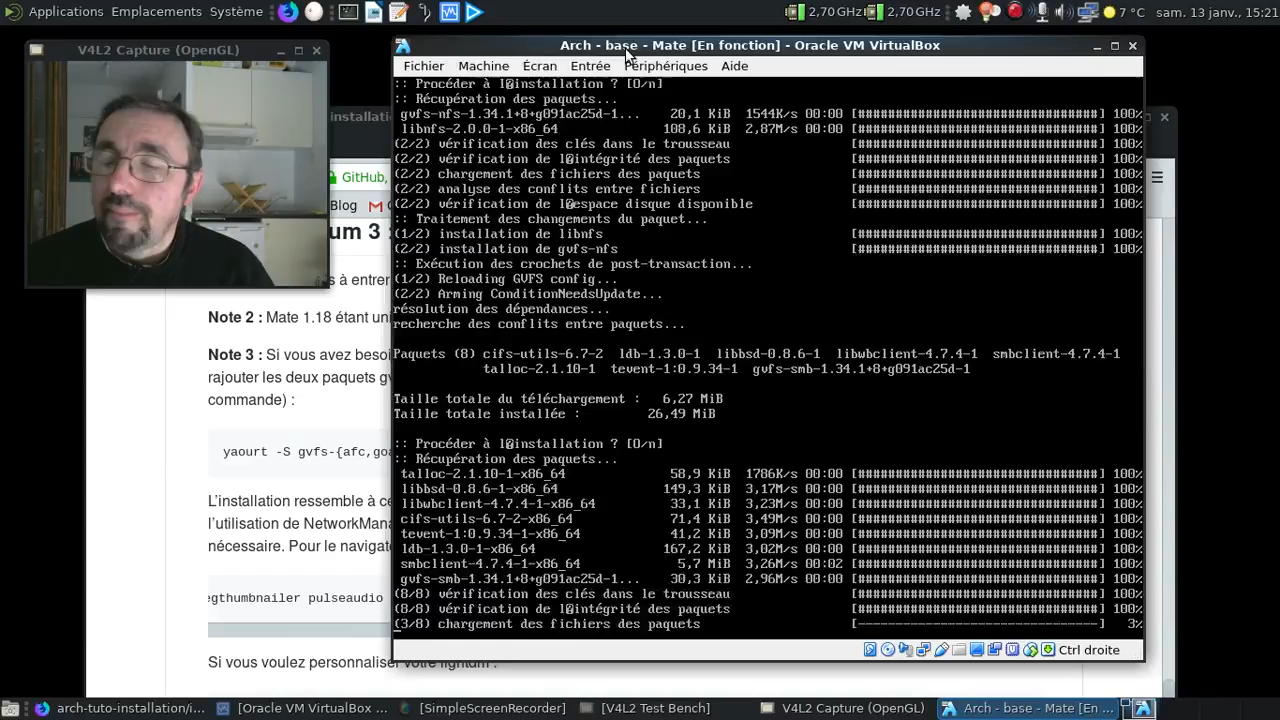 Applications Emplacements Système 2,70 GHz 2,70 GHz 7 °C sam. 13 janv., 15:21
V4L2 Capture (OpenGL)
Arch - base - Mate [En fonction] - Oracle VM VirtualBox
Fichier Machine Écran Entrée Périphériques Aide
:: Procéder à l�installation ? [O/n]
:: Récupération des paquets...
gvfs-nfs-1.34.1+8+g091ac25d-1... 20,1 KiB 1544K/s 00:00 [######################################] 100%
libnfs-2.0.0-1-x86_64 108,6 KiB 2,87M/s 00:00 [######################################] 100%
(2/2) vérification des clés dans le trousseau [######################################] 100%
(2/2) vérification de l�intégrité des paquets [######################################] 100%
(2/2) chargement des fichiers des paquets [######################################] 100%
(2/2) analyse des conflits entre fichiers [######################################] 100%
(2/2) vérification de l�espace disque disponible [######################################] 100%
:: Traitement des changements du paquet...
(1/2) installation de libnfs [######################################] 100%
(2/2) installation de gvfs-nfs [######################################] 100%
:: Exécution des crochets de post-transaction...
(1/2) Reloading GVFS config...
(2/2) Arming ConditionNeedsUpdate...
résolution des dépendances...
recherche des conflits entre paquets...
Paquets (8) cifs-utils-6.7-2 ldb-1.3.0-1 libbsd-0.8.6-1 libwbclient-4.7.4-1 smbclient-4.7.4-1
talloc-2.1.10-1 tevent-1:0.9.34-1 gvfs-smb-1.34.1+8+g091ac25d-1
Taille totale du téléchargement : 6,27 MiB
Taille totale installée : 26,49 MiB
:: Procéder à l�installation ? [O/n]
:: Récupération des paquets...
talloc-2.1.10-1-x86_64 58,9 KiB 1786K/s 00:00 [######################################] 100%
libbsd-0.8.6-1-x86_64 149,3 KiB 3,17M/s 00:00 [######################################] 100%
libwbclient-4.7.4-1-x86_64 33,1 KiB 3,23M/s 00:00 [######################################] 100%
cifs-utils-6.7-2-x86_64 71,4 KiB 3,49M/s 00:00 [######################################] 100%
tevent-1:0.9.34-1-x86_64 41,2 KiB 3,09M/s 00:00 [######################################] 100%
ldb-1.3.0-1-x86_64 167,2 KiB 3,02M/s 00:00 [######################################] 100%
smbclient-4.7.4-1-x86_64 5,7 MiB 3,26M/s 00:02 [######################################] 100%
gvfs-smb-1.34.1+8+g091ac25d-1... 30,3 KiB 2,96M/s 00:00 [######################################] 100%
(8/8) vérification des clés dans le trousseau [######################################] 100%
(8/8) vérification de l�intégrité des paquets [######################################] 100%
(3/8) chargement des fichiers des paquets [--------------------------------------] 3%
Ctrl droite
installation
GitHub,
Blog
um 3 :
s à entrer
Note 2 : Mate 1.18 étant
Note 3 : Si vous avez besoi
rajouter les deux paquets gv
commande) :
yaourt -S gvfs-{afc,goa
L'installation ressemble à ce
l'utilisation de NetworkMana
nécessaire. Pour le navigate
egthumbnailer pulseaudio
Si vous voulez personnaliser votre lightdm :
arch-tuto-installation/i... [Oracle VM VirtualBox ... [SimpleScreenRecorder] [V4L2 Test Bench] V4L2 Capture (OpenGL) Arch - base - Mate [En ...